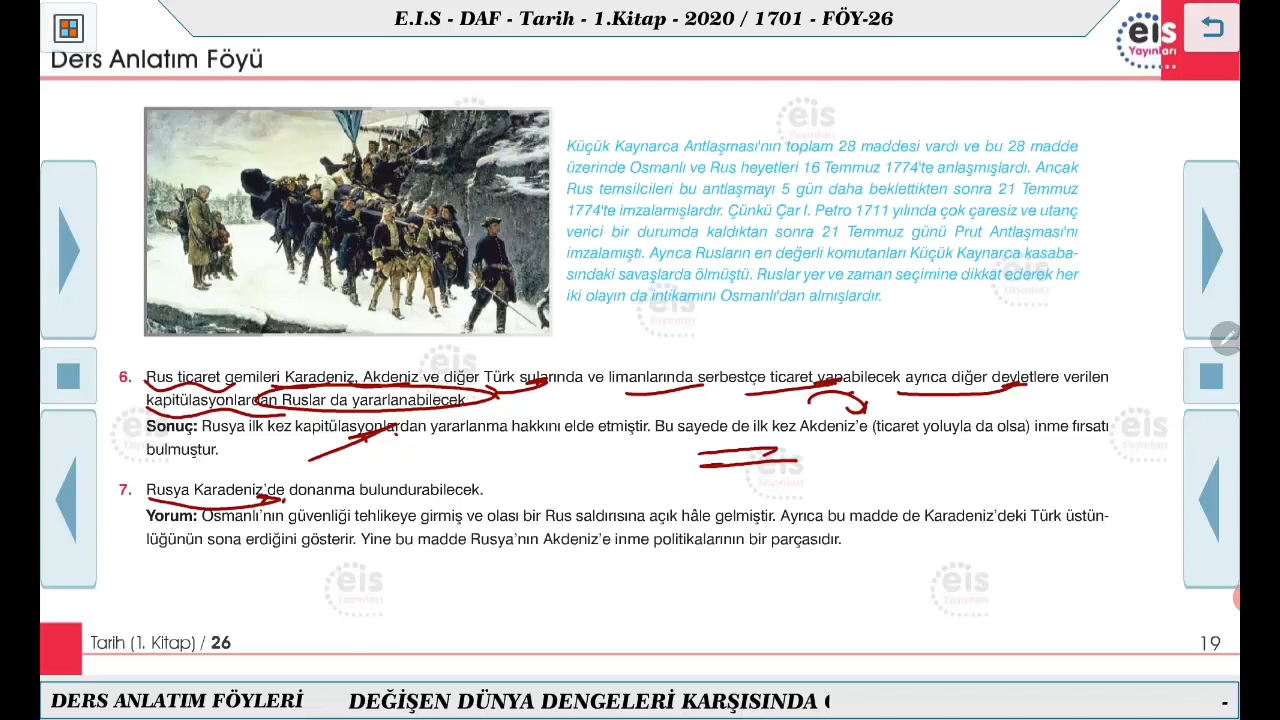 E.I.S - DAF - Tarih - 1.Kitap - 2020 / 1701 - FÖY-26
eis
Yayınları
Ders Anlatım Föyü
Küçük Kaynarca Antlaşması'nın toplam 28 maddesi vardı ve bu 28 madde
üzerinde Osmanlı ve Rus heyetleri 16 Temmuz 1774'te anlaşmışlardı. Ancak
Rus temsilcileri bu antlaşmayı 5 gün daha beklettikten sonra 21 Temmuz
1774'te imzalamışlardır. Çünkü Çar I. Petro 1711 yılında çok çaresiz ve utanç
verici bir durumda kaldıktan sonra 21 Temmuz günü Prut Antlaşması'nı
imzalamıştı. Ayrıca Rusların en değerli komutanları Küçük Kaynarca kasaba-
sındaki savaşlarda ölmüştü. Ruslar yer ve zaman seçimine dikkat ederek her
iki olayın da intikamını Osmanlı'dan almışlardır.
6. Rus ticaret gemileri Karadeniz, Akdeniz ve diğer Türk sularında ve limanlarında serbestçe ticaret yapabilecek ayrıca diğer devletlere verilen
kapitülasyonlardan Ruslar da yararlanabilecek.
Sonuç: Rusya ilk kez kapitülasyonlardan yararlanma hakkını elde etmiştir. Bu sayede de ilk kez Akdeniz'e (ticaret yoluyla da olsa) inme fırsatı
bulmuştur.
7. Rusya Karadeniz'de donanma bulundurabilecek.
Yorum: Osmanlı'nın güvenliği tehlikeye girmiş ve olası bir Rus saldırısına açık hâle gelmiştir. Ayrıca bu madde de Karadeniz'deki Türk üstün-
lüğünün sona erdiğini gösterir. Yine bu madde Rusya'nın Akdeniz'e inme politikalarının bir parçasıdır.
Tarih (1. Kitap) / 26
19
DERS ANLATIM FÖYLERİ DEĞİŞEN DÜNYA DENGELERİ KARŞISINDA
-